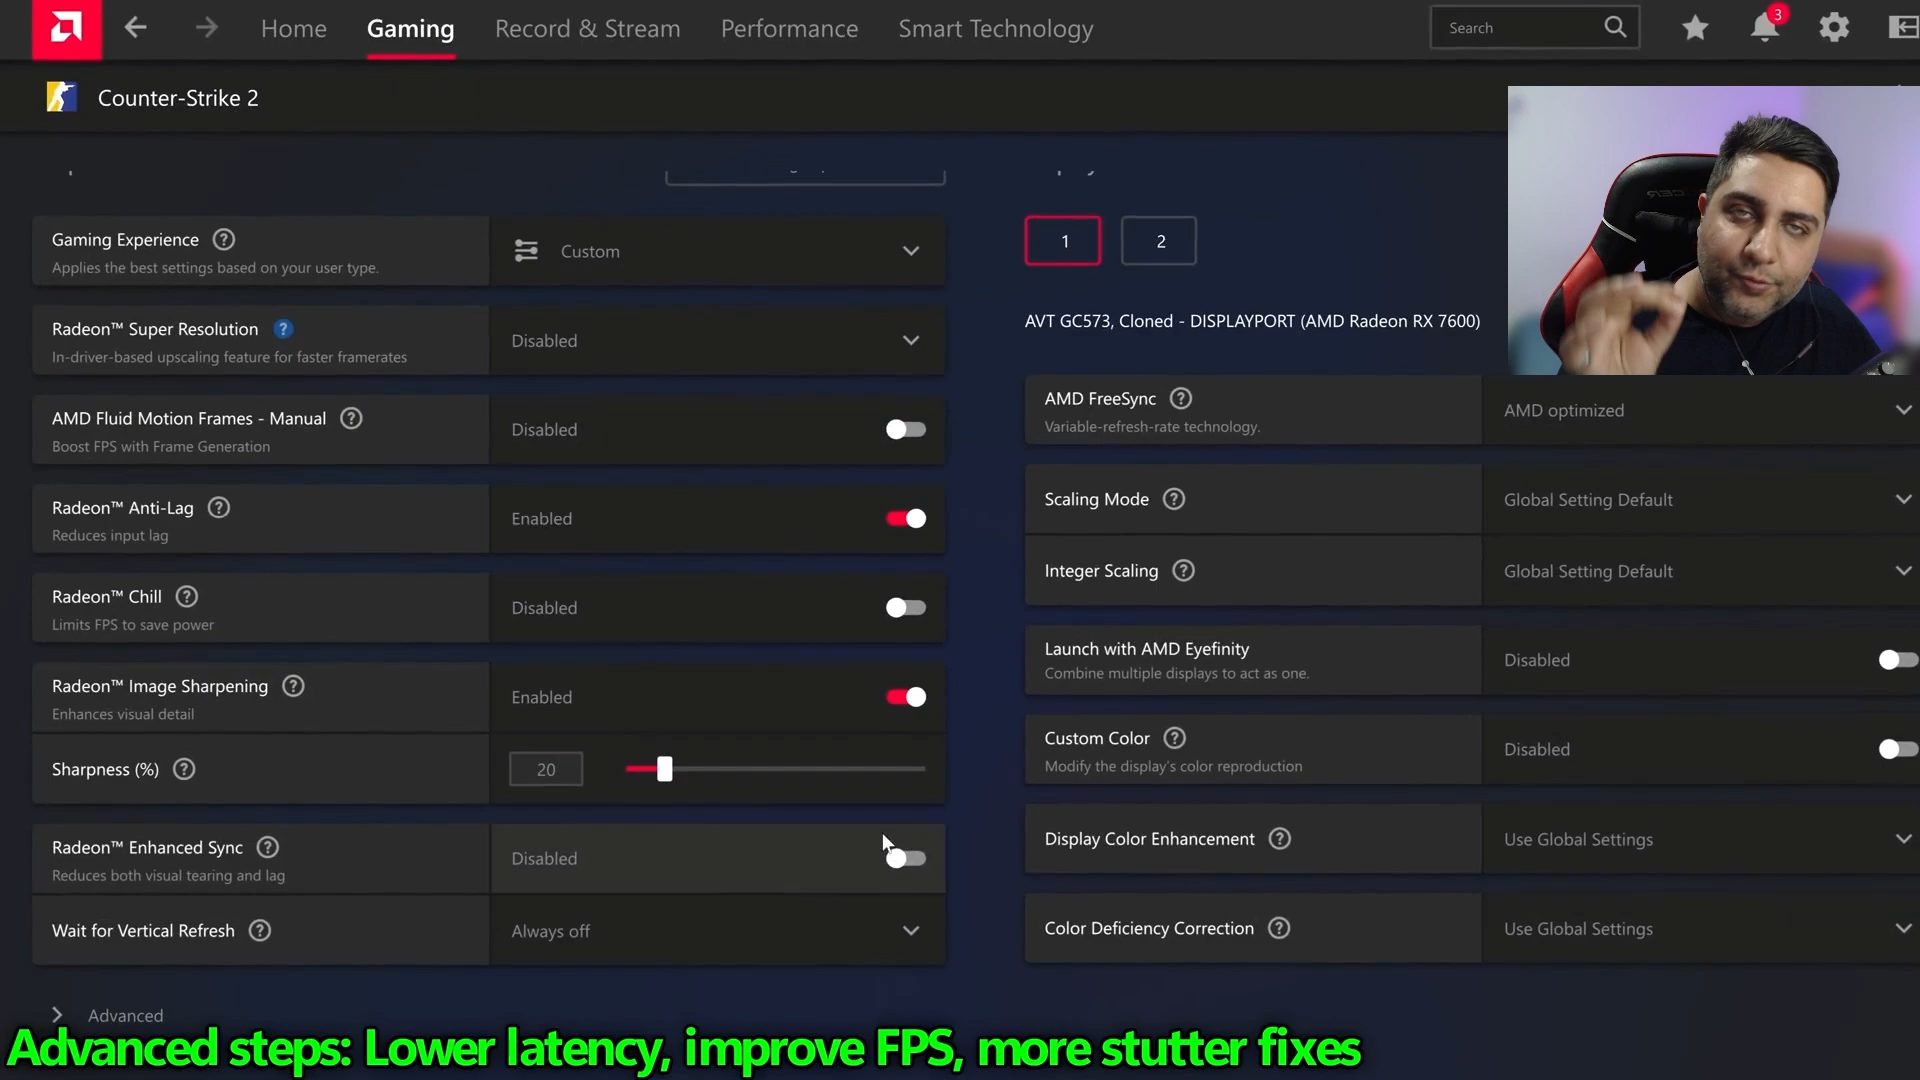 Home
Gaming
Record & Stream
Performance
Smart Technology
Search
3
Counter-Strike 2
Gaming Experience
Applies the best settings based on your user type.
Custom
Radeon™ Super Resolution
In-driver-based upscaling feature for faster framerates
Disabled
AMD Fluid Motion Frames - Manual
Boost FPS with Frame Generation
Disabled
Radeon™ Anti-Lag
Reduces input lag
Enabled
Radeon™ Chill
Limits FPS to save power
Disabled
Radeon™ Image Sharpening
Enhances visual detail
Enabled
Sharpness (%)
20
Radeon™ Enhanced Sync
Reduces both visual tearing and lag
Disabled
Wait for Vertical Refresh
Always off
Advanced
1
2
AVT GC573, Cloned - DISPLAYPORT (AMD Radeon RX 7600)
AMD FreeSync
Variable-refresh-rate technology.
AMD optimized
Scaling Mode
Global Setting Default
Integer Scaling
Global Setting Default
Launch with AMD Eyefinity
Combine multiple displays to act as one.
Disabled
Custom Color
Modify the display's color reproduction
Disabled
Display Color Enhancement
Use Global Settings
Color Deficiency Correction
Use Global Settings
Advanced steps: Lower latency, improve FPS, more stutter fixes